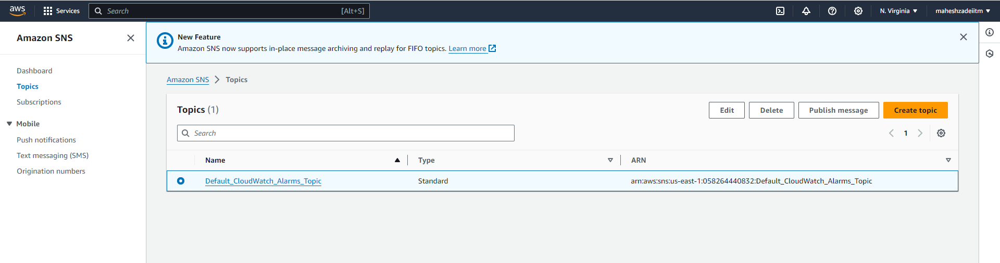 aws Services Search [Alt+S] N. Virginia maheshzadeiitm
Amazon SNS
New Feature
Amazon SNS now supports in-place message archiving and replay for FIFO topics. Learn more
Dashboard
Topics
Subscriptions
Mobile
Push notifications
Text messaging (SMS)
Origination numbers
Amazon SNS Topics
Topics (1) Edit Delete Publish message Create topic
Search 1
Name Type ARN
Default_CloudWatch_Alarms_Topic Standard arn:aws:sns:us-east-1:058264440832:Default_CloudWatch_Alarms_Topic